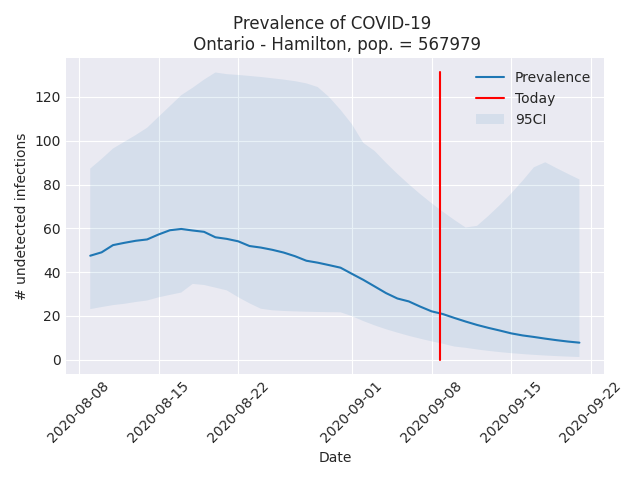 Prevalence of COVID-19
Ontario - Hamilton, pop. = 567979
Prevalence
Today
95CI
# undetected infections
120
100
80
60
40
20
0
2020-08-08
2020-08-15
2020-08-22
2020-09-01
2020-09-08
2020-09-15
2020-09-22
Date